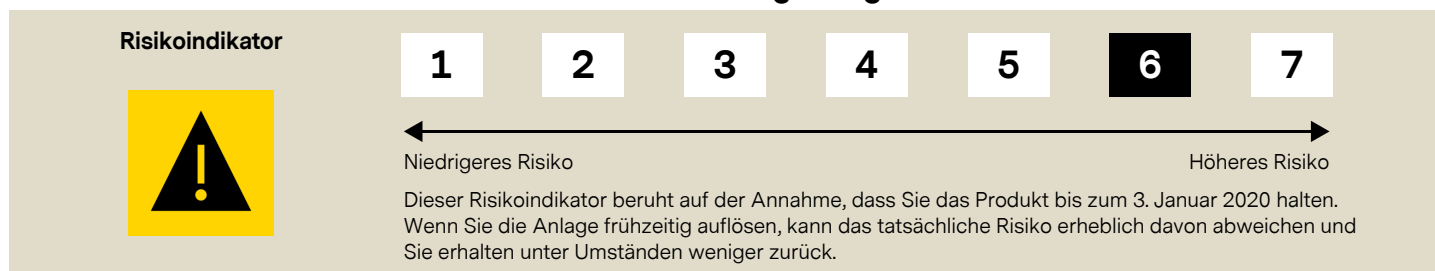 Risikoindikator
1 2 3 4 5 6 7
Niedrigeres Risiko Höheres Risiko
Dieser Risikoindikator beruht auf der Annahme, dass Sie das Produkt bis zum 3. Januar 2020 halten.
Wenn Sie die Anlage frühzeitig auflösen, kann das tatsächliche Risiko erheblich davon abweichen und
Sie erhalten unter Umständen weniger zurück.